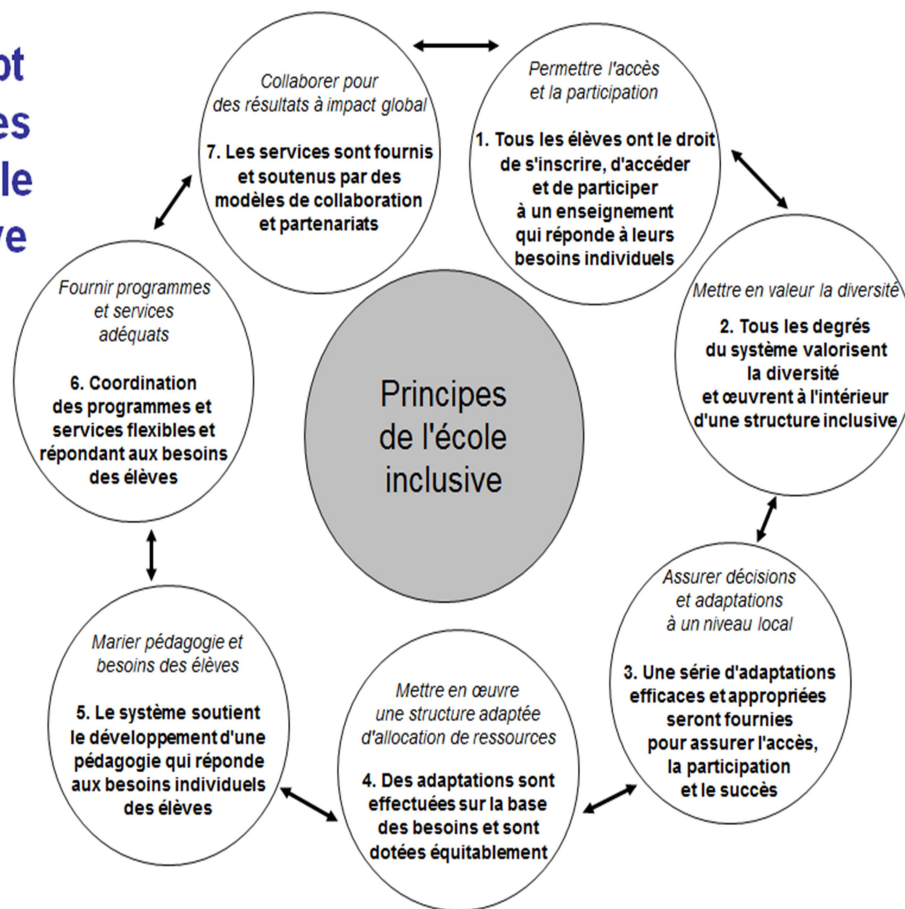 Principes
de l'école
inclusive
Permettre l'accès
et la participation
1. Tous les élèves ont le droit
de s'inscrire, d'accéder
et de participer
à un enseignement
qui réponde à leurs
besoins individuels
Mettre en valeur la diversité
2. Tous les degrés
du système valorisent
la diversité
et œuvrent à l'intérieur
d'une structure inclusive
Assurer décisions
et adaptations
à un niveau local
3. Une série d'adaptations
efficaces et appropriées
seront fournies
pour assurer l'accès,
la participation
et le succès
Mettre en œuvre
une structure adaptée
d'allocation de ressources
4. Des adaptations sont
effectuées sur la base
des besoins et sont
dotées équitablement
Marier pédagogie et
besoins des élèves
5. Le système soutient
le développement d'une
pédagogie qui réponde
aux besoins individuels
des élèves
Fournir programmes
et services
adéquats
6. Coordination
des programmes et
services flexibles et
répondant aux besoins
des élèves
Collaborer pour
des résultats à impact global
7. Les services sont fournis
et soutenus par des
modèles de collaboration
et partenariats